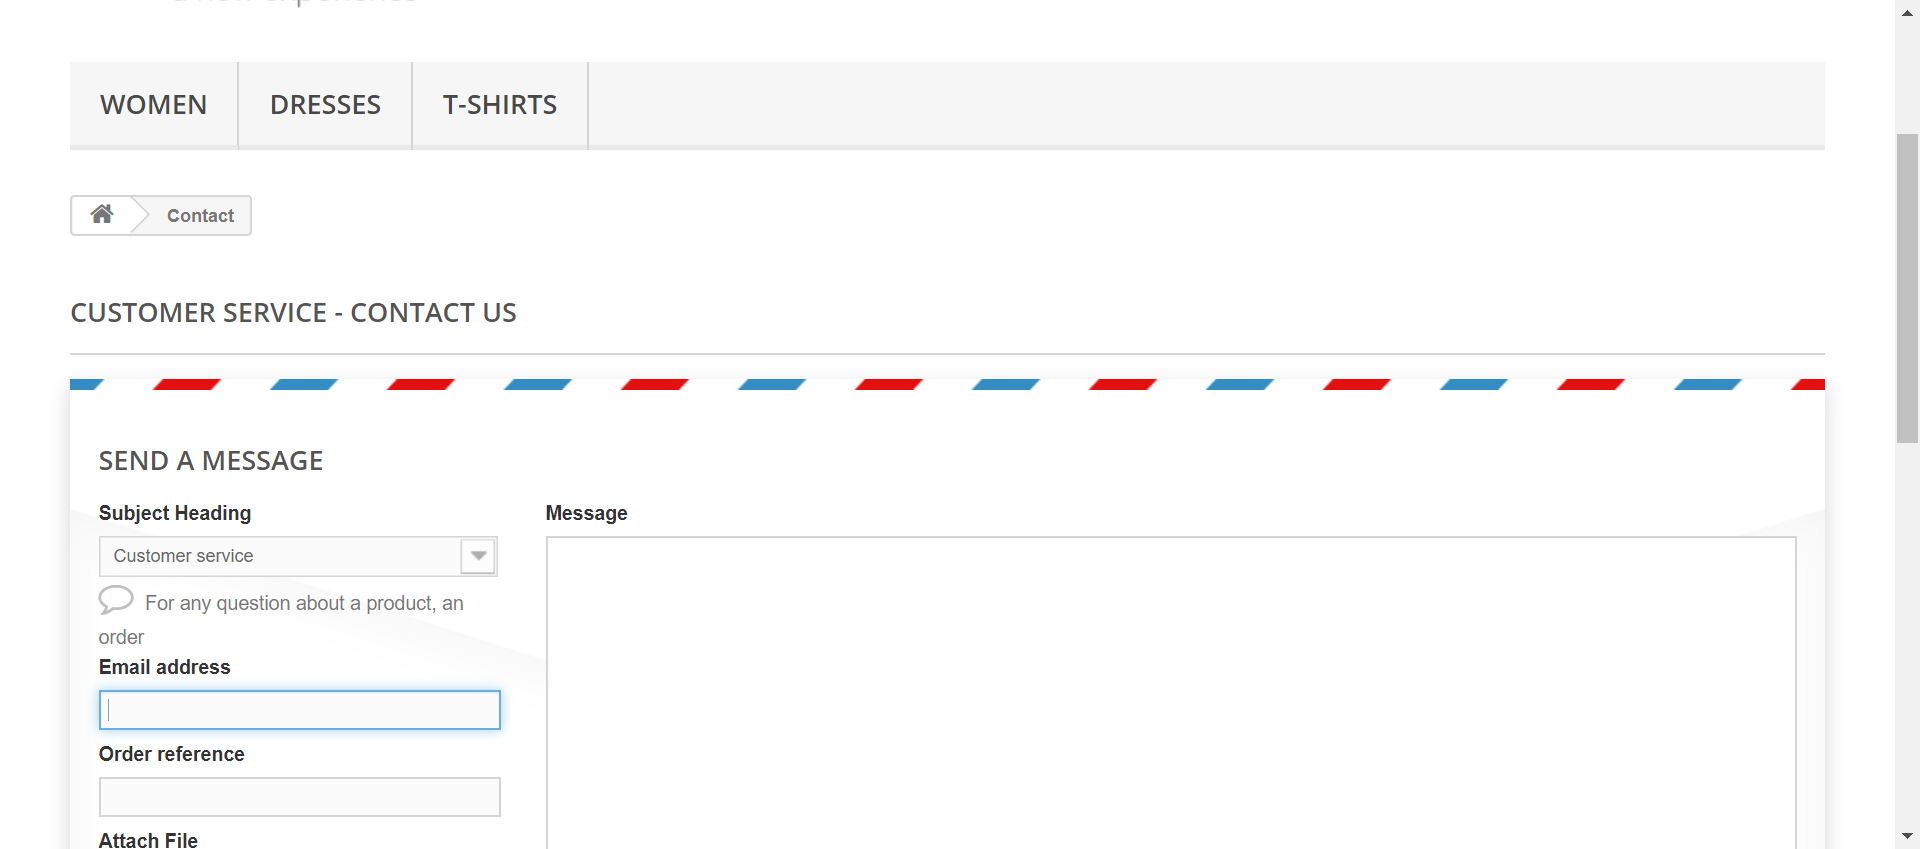 WOMEN DRESSES T-SHIRTS
Contact
CUSTOMER SERVICE - CONTACT US
SEND A MESSAGE
Subject Heading
Customer service
For any question about a product, an
order
Email address
Order reference
Attach File
Message